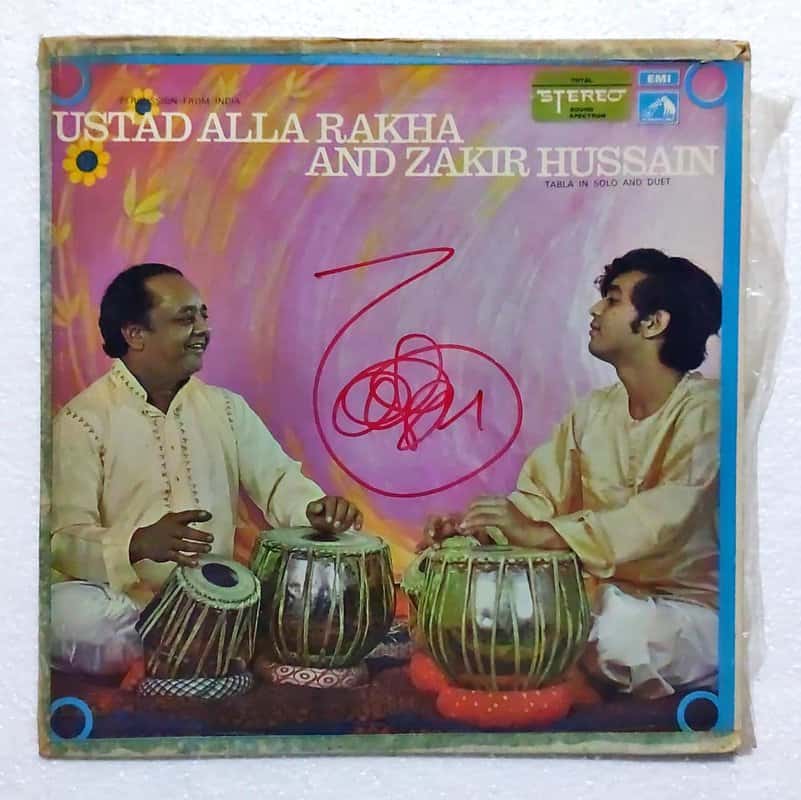 PERCUSSION FROM INDIA
USTAD ALLA RAKHA
AND ZAKIR HUSSAIN
TABLA IN SOLO AND DUET
TOTAL
STEREO
SOUND
SPECTRUM
EMI